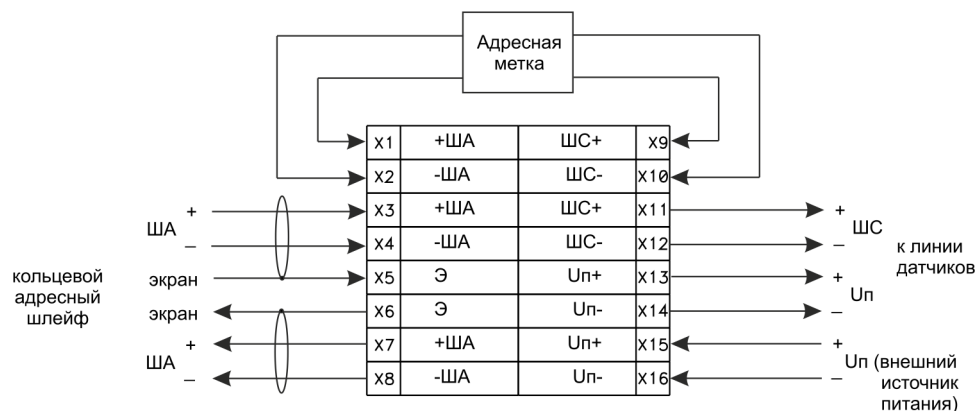 Адресная
метка
X1 +ША ШС+ X9
X2 -ША ШС- X10
X3 +ША ШС+ X11
X4 -ША ШС- X12
X5 Э Uп+ X13
X6 Э Uп- X14
X7 +ША Uп+ X15
X8 -ША Uп- X16
кольцевой
адресный
шлейф
+
ША
–
экран
экран
+
ША
–
+
ШС
–
к линии
датчиков
+
Uп
–
+
Uп (внешний
–
источник
питания)